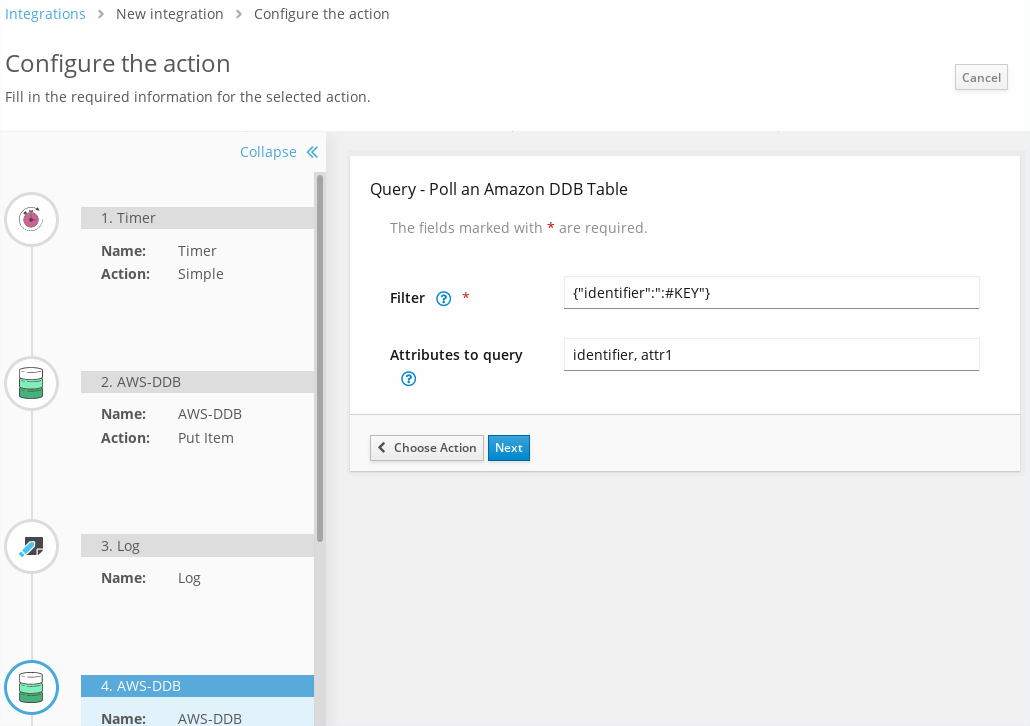 Integrations > New integration > Configure the action
Configure the action
Cancel
Fill in the required information for the selected action.
Collapse
1. Timer
Name: Timer
Action: Simple
2. AWS-DDB
Name: AWS-DDB
Action: Put Item
3. Log
Name: Log
4. AWS-DDB
Name: AWS-DDB
Query - Poll an Amazon DDB Table
The fields marked with * are required.
Filter ? * {"identifier":":#KEY"}
Attributes to query identifier, attr1
?
Choose Action Next